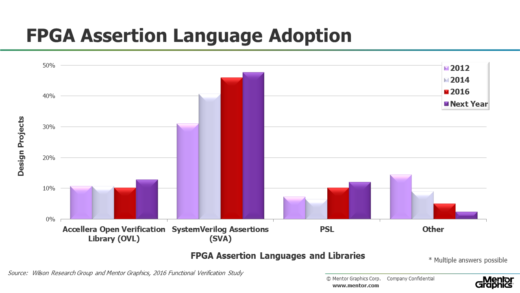 FPGA Assertion Language Adoption
50%
40%
30%
20%
10%
0%
Design Projects
2012
2014
2016
Next Year
Accellera Open Verification
Library (OVL)
SystemVerilog Assertions
(SVA)
PSL
Other
FPGA Assertion Languages and Libraries
* Multiple answers possible
Source: Wilson Research Group and Mentor Graphics, 2016 Functional Verification Study
© Mentor Graphics Corp. Company Confidential
www.mentor.com
Mentor
Graphics